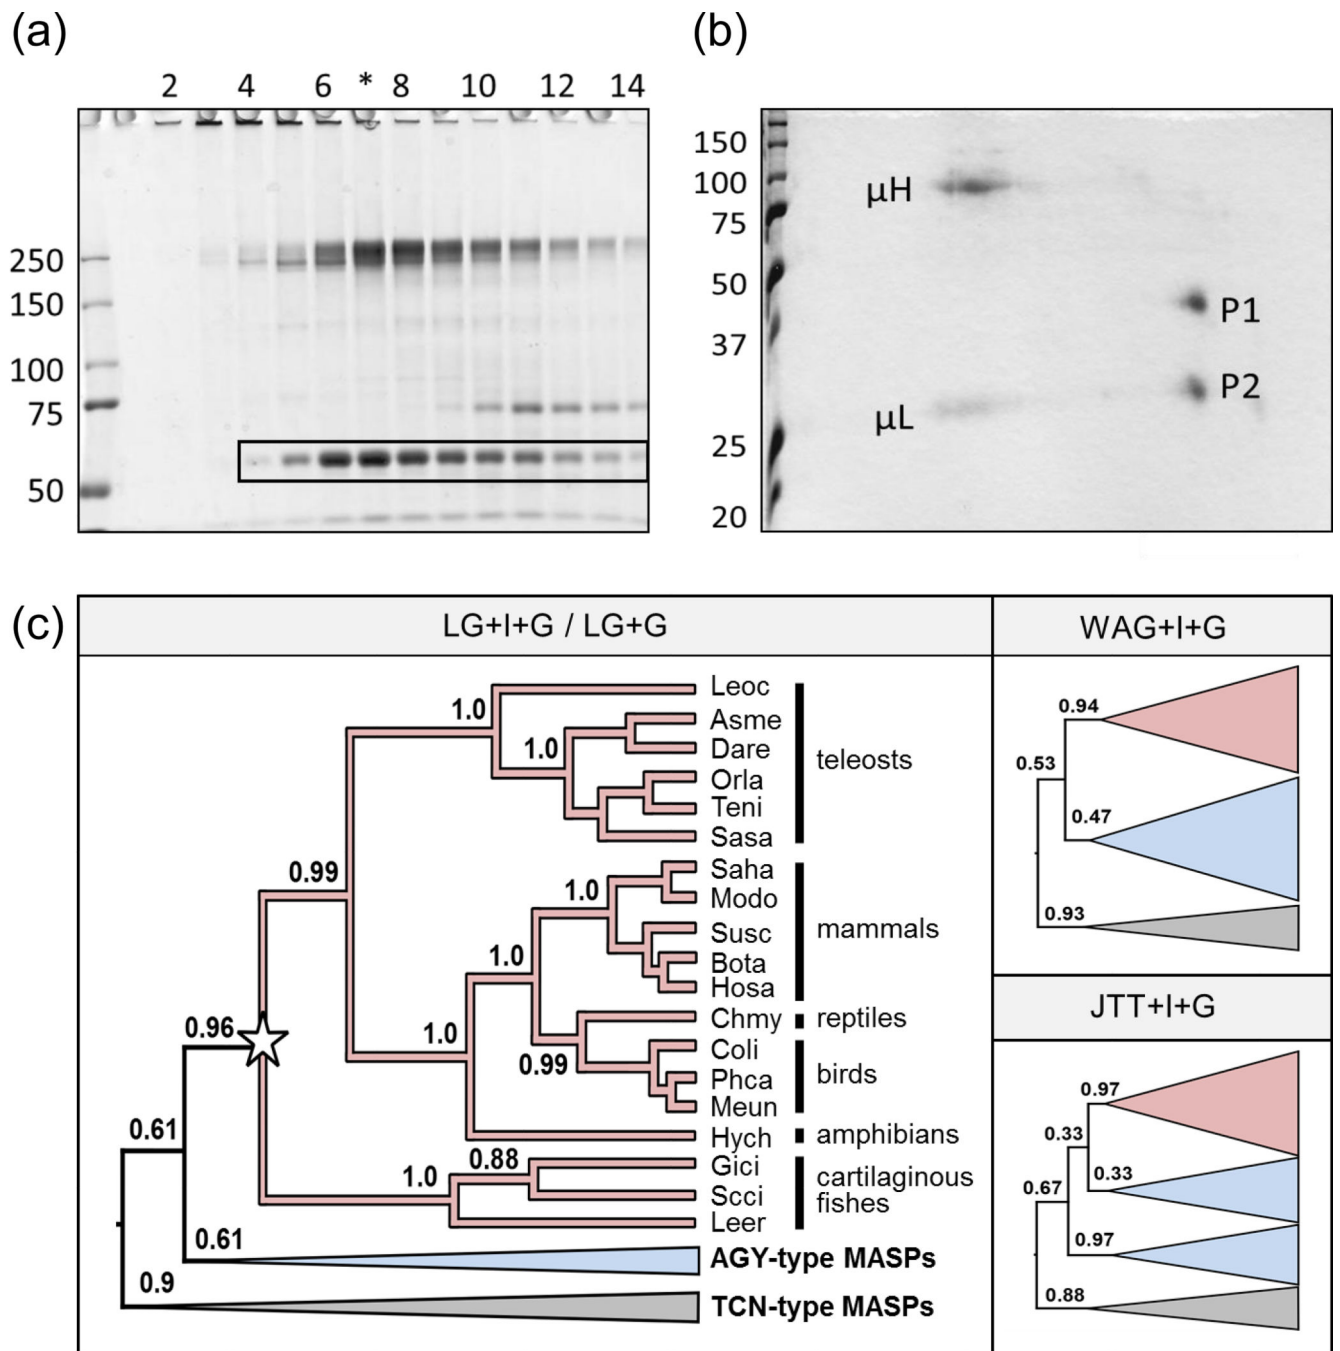 (a)
2 4 6 * 8 10 12 14
250
150
100
75
50
(b)
150
100
75
50
37
25
20
µH
µL
P1
P2
(c)
LG+I+G / LG+G
1.0
1.0
0.99
1.0
1.0
1.0
0.99
0.96
0.61
0.88
1.0
0.61
0.9
Leoc
Asme
Dare
Orla
Teni
Sasa
teleosts
Saha
Modo
Susc
Bota
Hosa
mammals
Chmy
reptiles
Coli
Phca
Meun
birds
Hych
amphibians
Gici
Scci
Leer
cartilaginous
fishes
AGY-type MASPs
TCN-type MASPs
WAG+I+G
0.94
0.53
0.47
0.93
JTT+I+G
0.97
0.33
0.33
0.67
0.97
0.88